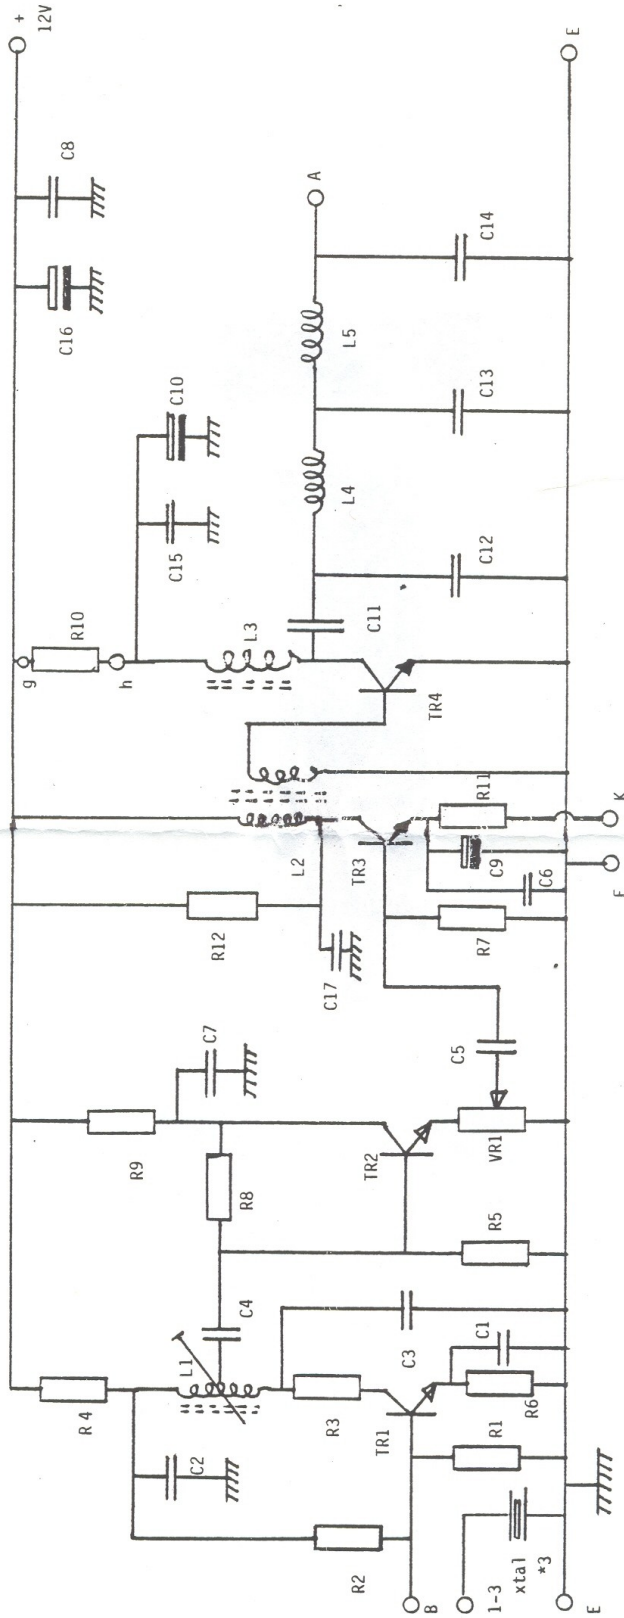 +
12V
C8
C16
C10
C15
R10
g
h
L3
A
L5
C14
L4
C13
C12
C11
TR4
E
L2
TR3
R11
C9
C6
K
R12
C17
R7
C7
C5
R9
R8
TR2
VR1
R5
C4
L1
R4
C2
R3
C3
C1
TR1
R6
R1
R2
B
1-3
xtal
*3
E